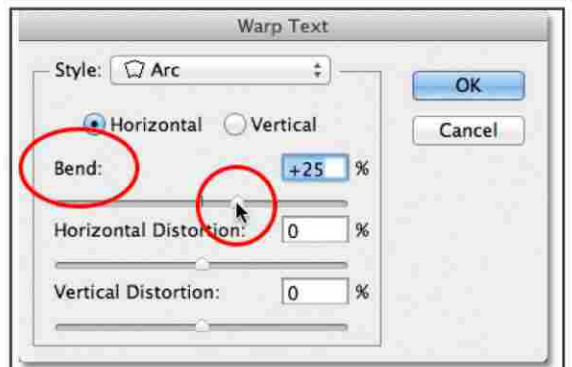 Warp Text
Style: Arc
OK
Horizontal Vertical
Cancel
Bend: +25 %
Horizontal Distortion: 0 %
Vertical Distortion: 0 %